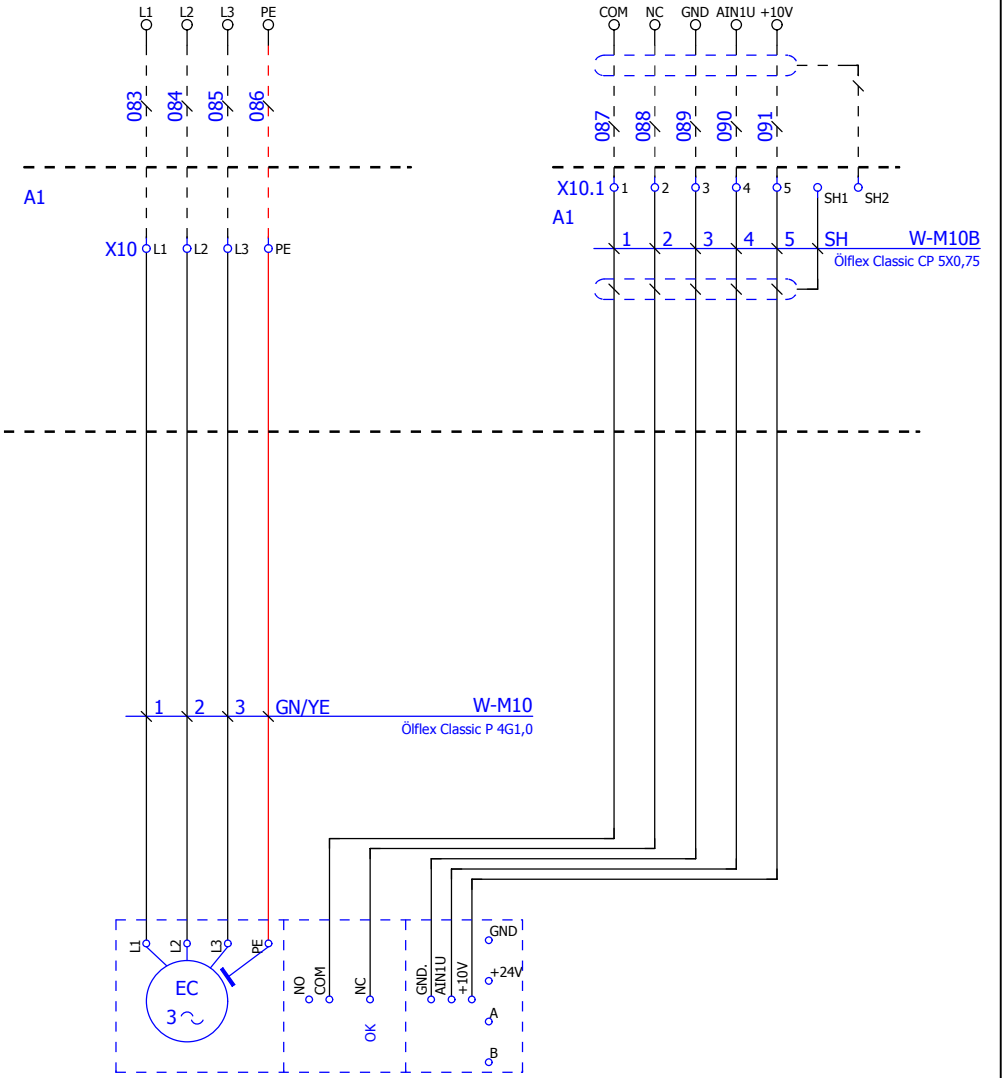 L1 L2 L3 PE COM NC GND AIN1U +10V
083 084 085 086 087 088 089 090 091
A1 X10.1 1 2 3 4 5 SH1 SH2
A1
X10 L1 L2 L3 PE 1 2 3 4 5 SH W-M10B
Ölflex Classic CP 5X0,75
1 2 3 GN/YE W-M10
Ölflex Classic P 4G1,0
L1 L2 L3 PE GND
NO COM NC GND. AIN1U +10V +24V
EC
3
A
OK
B